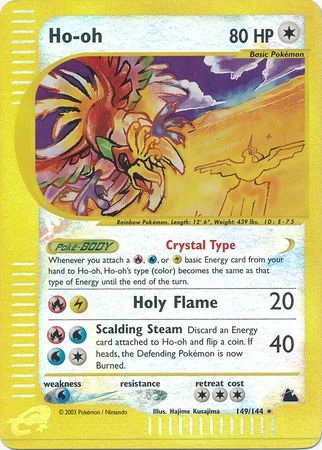 Ho-oh 80 HP
Basic Pokémon
Rainbow Pokémon. Length: 12' 6", Weight: 439 lbs. ID: E-75
Poké-BODY Crystal Type
Whenever you attach a , , or basic Energy card from your
hand to Ho-oh, Ho-oh's type (color) becomes the same as that
type of Energy until the end of the turn.
Holy Flame 20
Scalding Steam Discard an Energy
card attached to Ho-oh and flip a coin. If
heads, the Defending Pokémon is now
Burned.
40
weakness resistance retreat cost
© 2003 Pokémon / Nintendo Illus. Hajime Kusajima 149/144